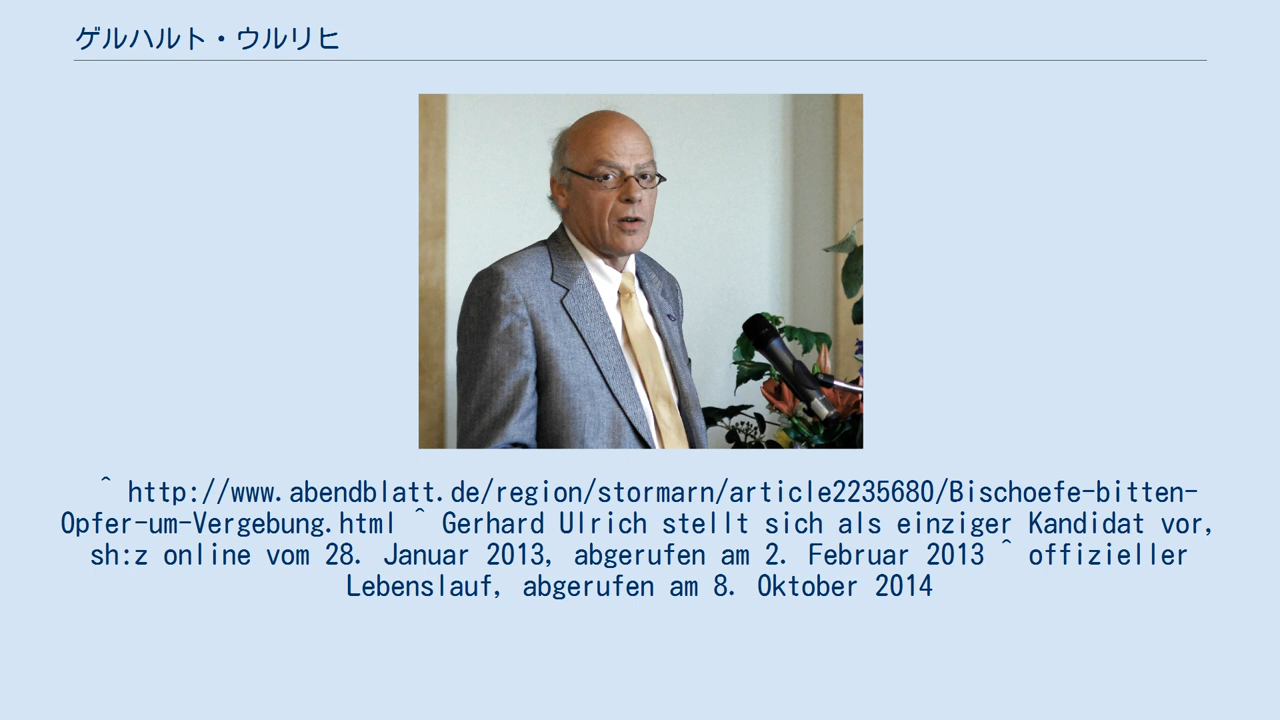 ゲルハルト・ウルリヒ
^ http://www.abendblatt.de/region/stormarn/article2235680/Bischoefe-bitten-
Opfer-um-Vergebung.html ^ Gerhard Ulrich stellt sich als einziger Kandidat vor,
sh:z online vom 28. Januar 2013, abgerufen am 2. Februar 2013 ^ offizieller
Lebenslauf, abgerufen am 8. Oktober 2014